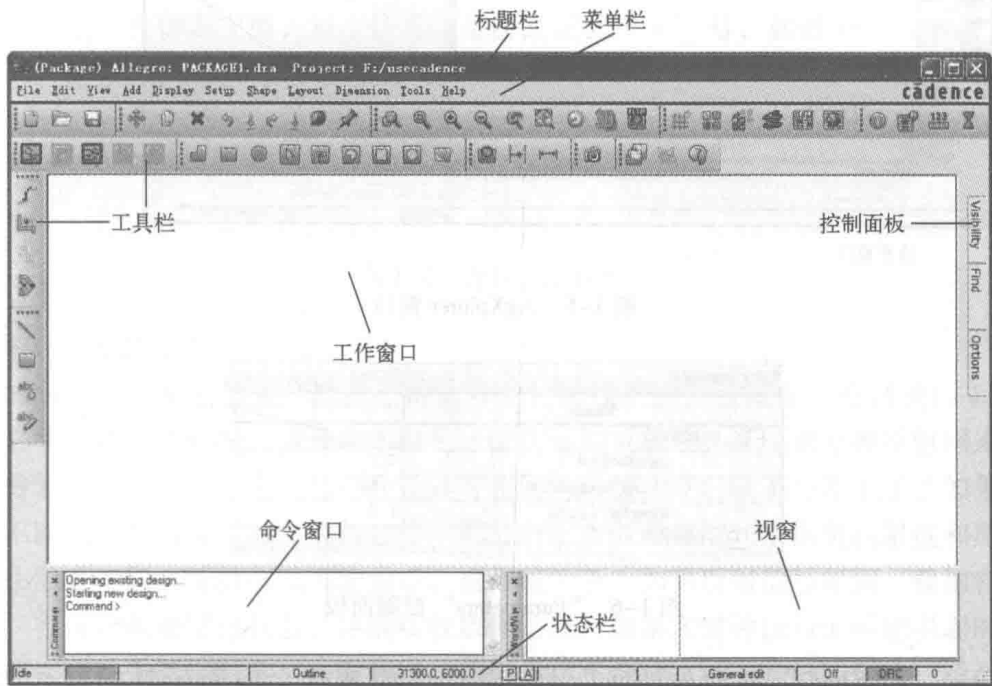 标题栏 菜单栏
(Package) Allegro: PACKAGE1.dra Project: F:/usecadence
File Edit View Add Display Setup Shape Layout Dimension Tools Help
cādence
工具栏
控制面板
Visibility
Find
Options
工作窗口
命令窗口
视窗
Opening existing design...
Starting new design...
Command >
Command
WorldView
状态栏
Idle Outline 31300.0, 6000.0 P A General edit Off DRC 0